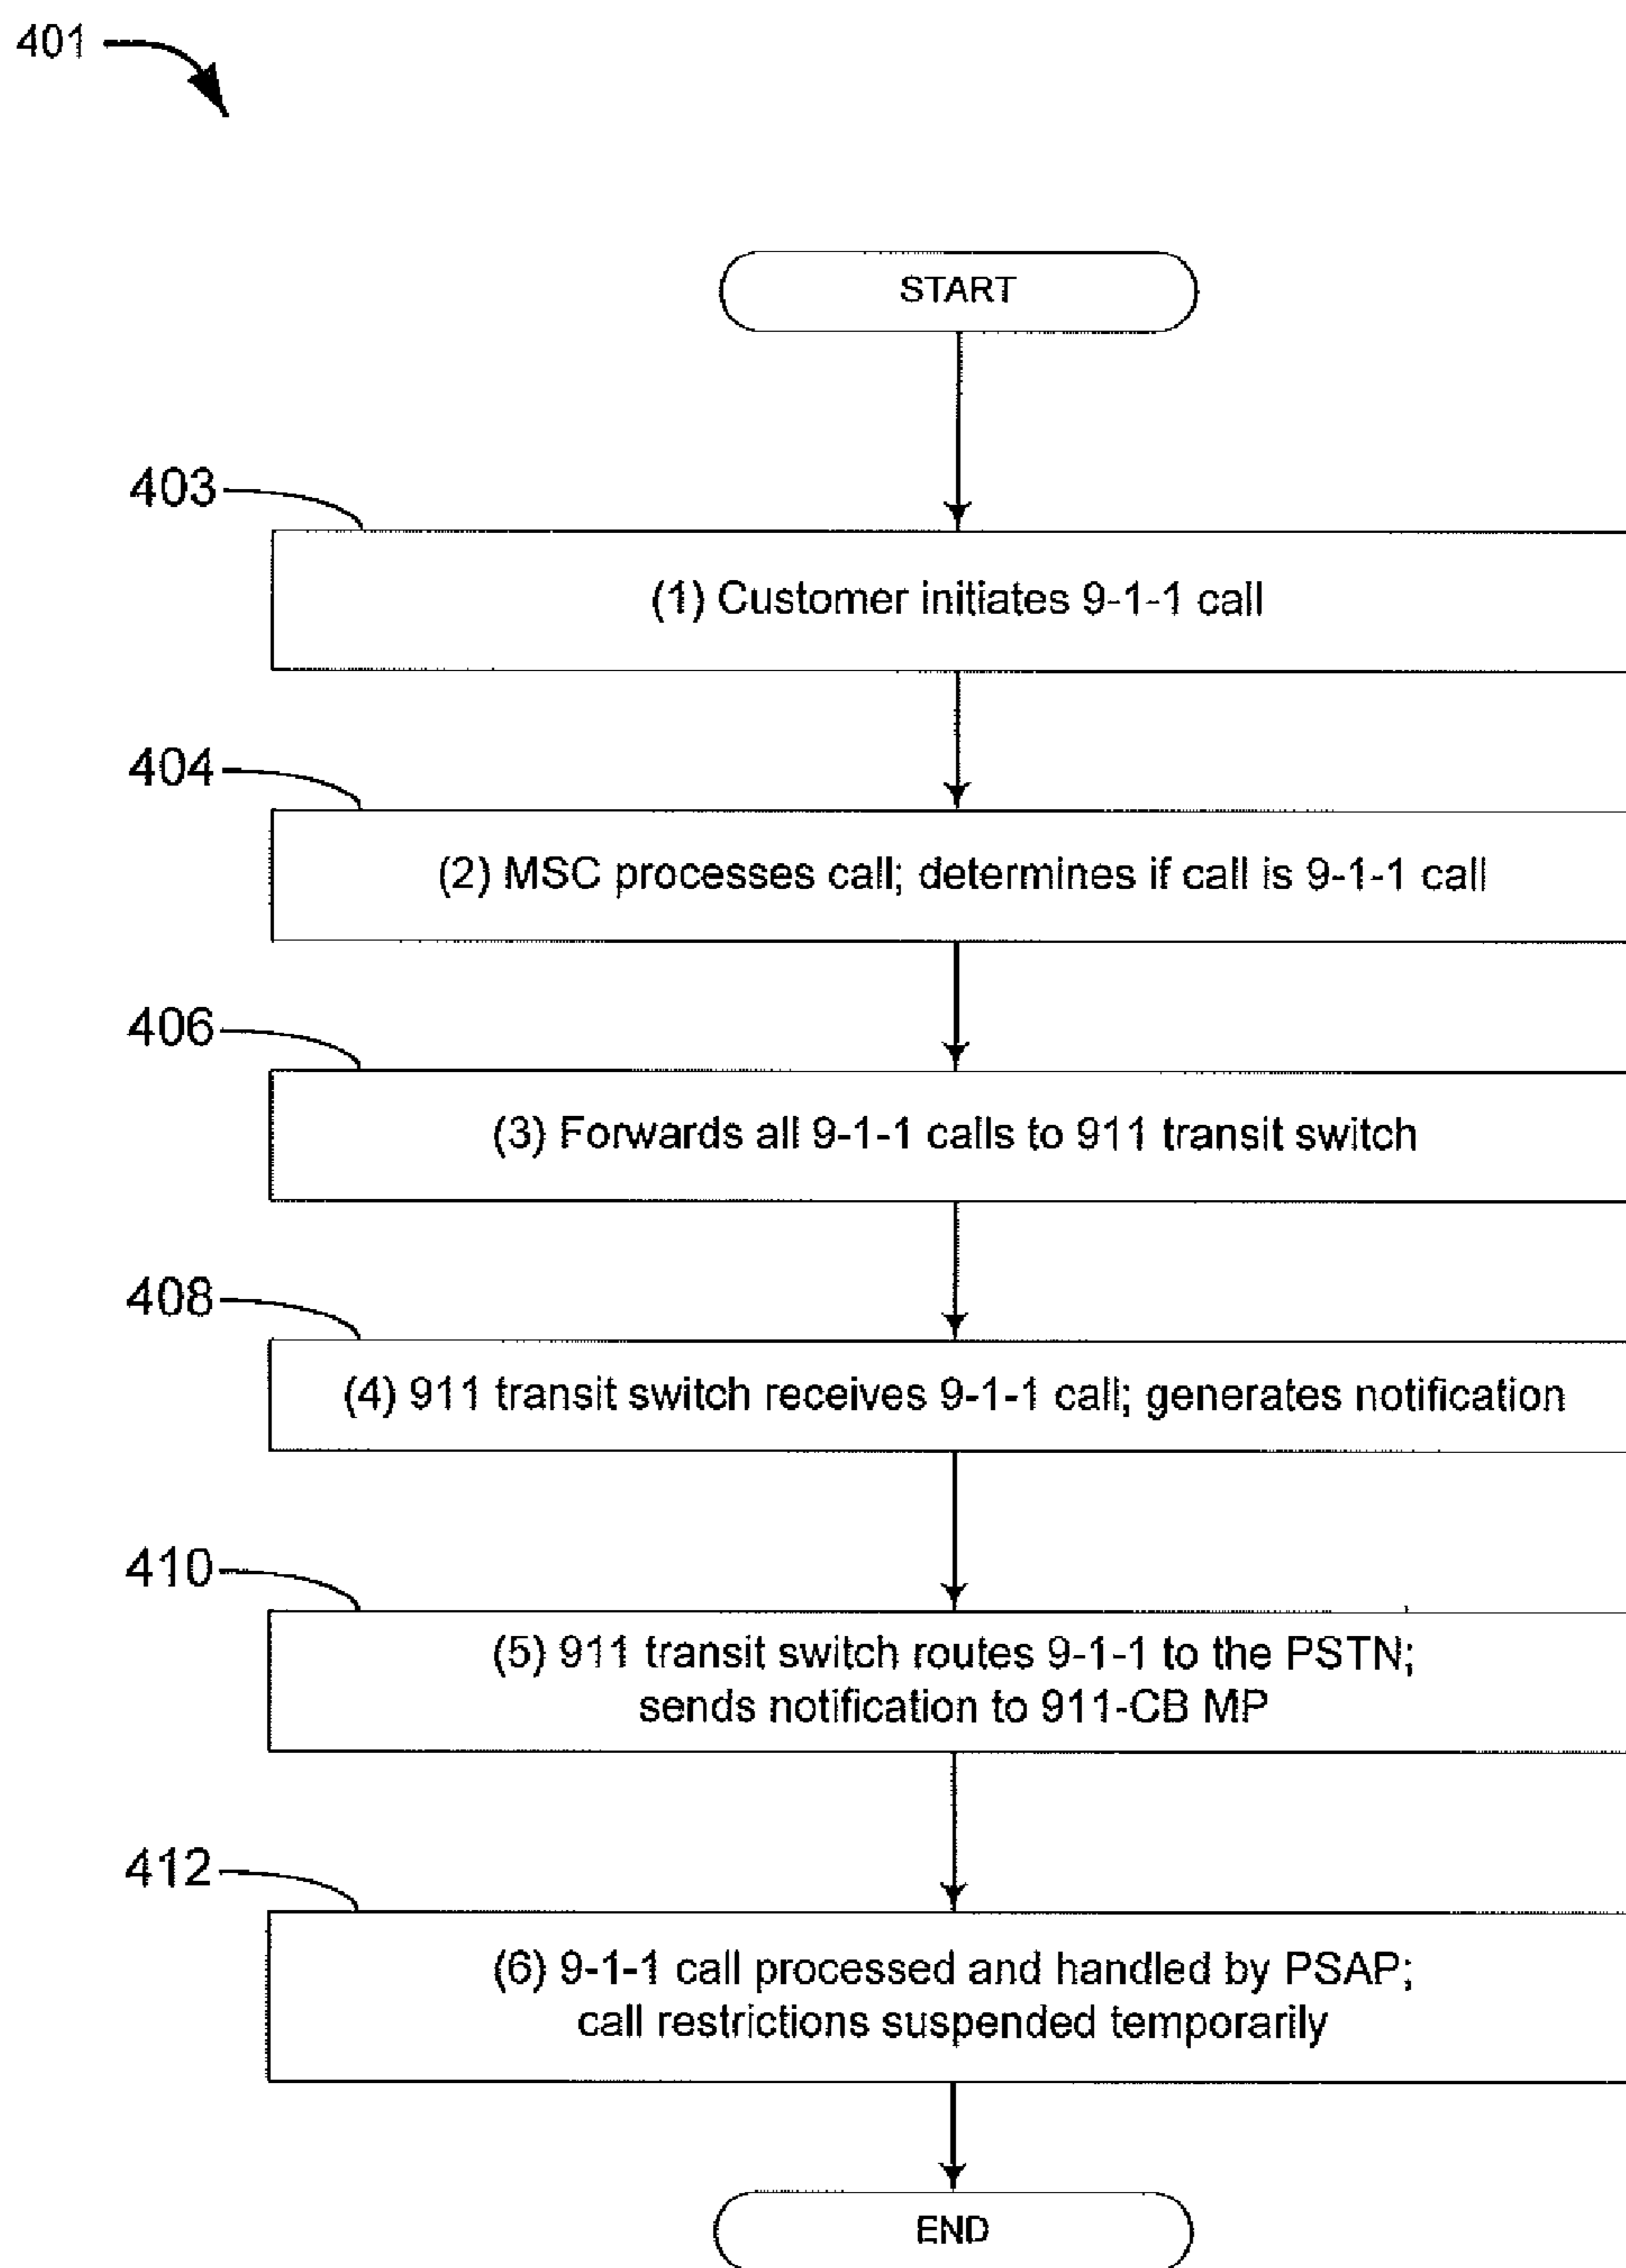 401
START
403
(1) Customer initiates 9-1-1 call
404
(2) MSC processes call; determines if call is 9-1-1 call
406
(3) Forwards all 9-1-1 calls to 911 transit switch
408
(4) 911 transit switch receives 9-1-1 call; generates notification
410
(5) 911 transit switch routes 9-1-1 to the PSTN;
sends notification to 911-CB MP
412
(6) 9-1-1 call processed and handled by PSAP;
call restrictions suspended temporarily
END